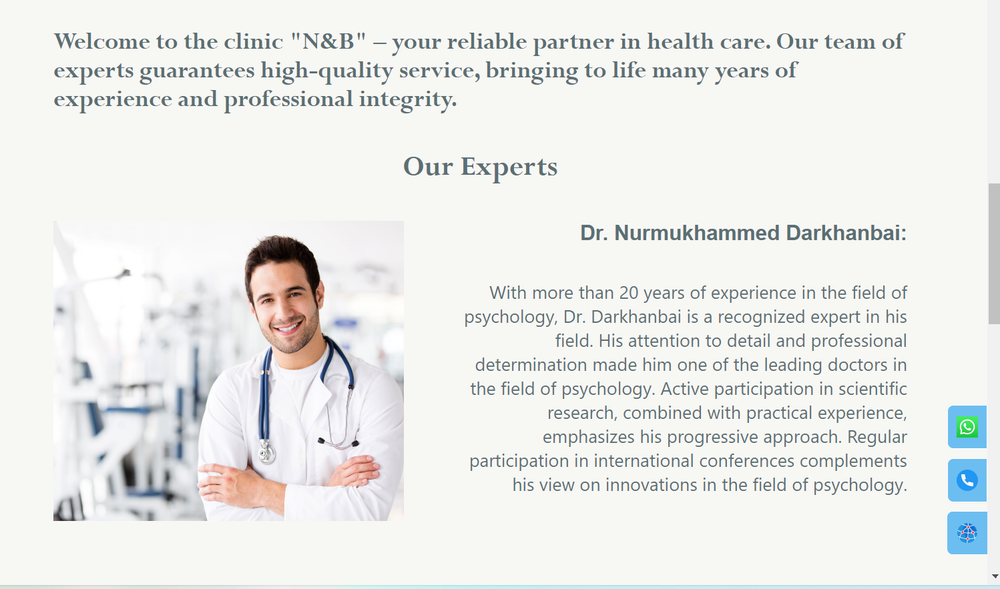 Welcome to the clinic "N&B" – your reliable partner in health care. Our team of
experts guarantees high-quality service, bringing to life many years of
experience and professional integrity.
Our Experts
Dr. Nurmukhammed Darkhanbai:
With more than 20 years of experience in the field of
psychology, Dr. Darkhanbai is a recognized expert in his
field. His attention to detail and professional
determination made him one of the leading doctors in
the field of psychology. Active participation in scientific
research, combined with practical experience,
emphasizes his progressive approach. Regular
participation in international conferences complements
his view on innovations in the field of psychology.